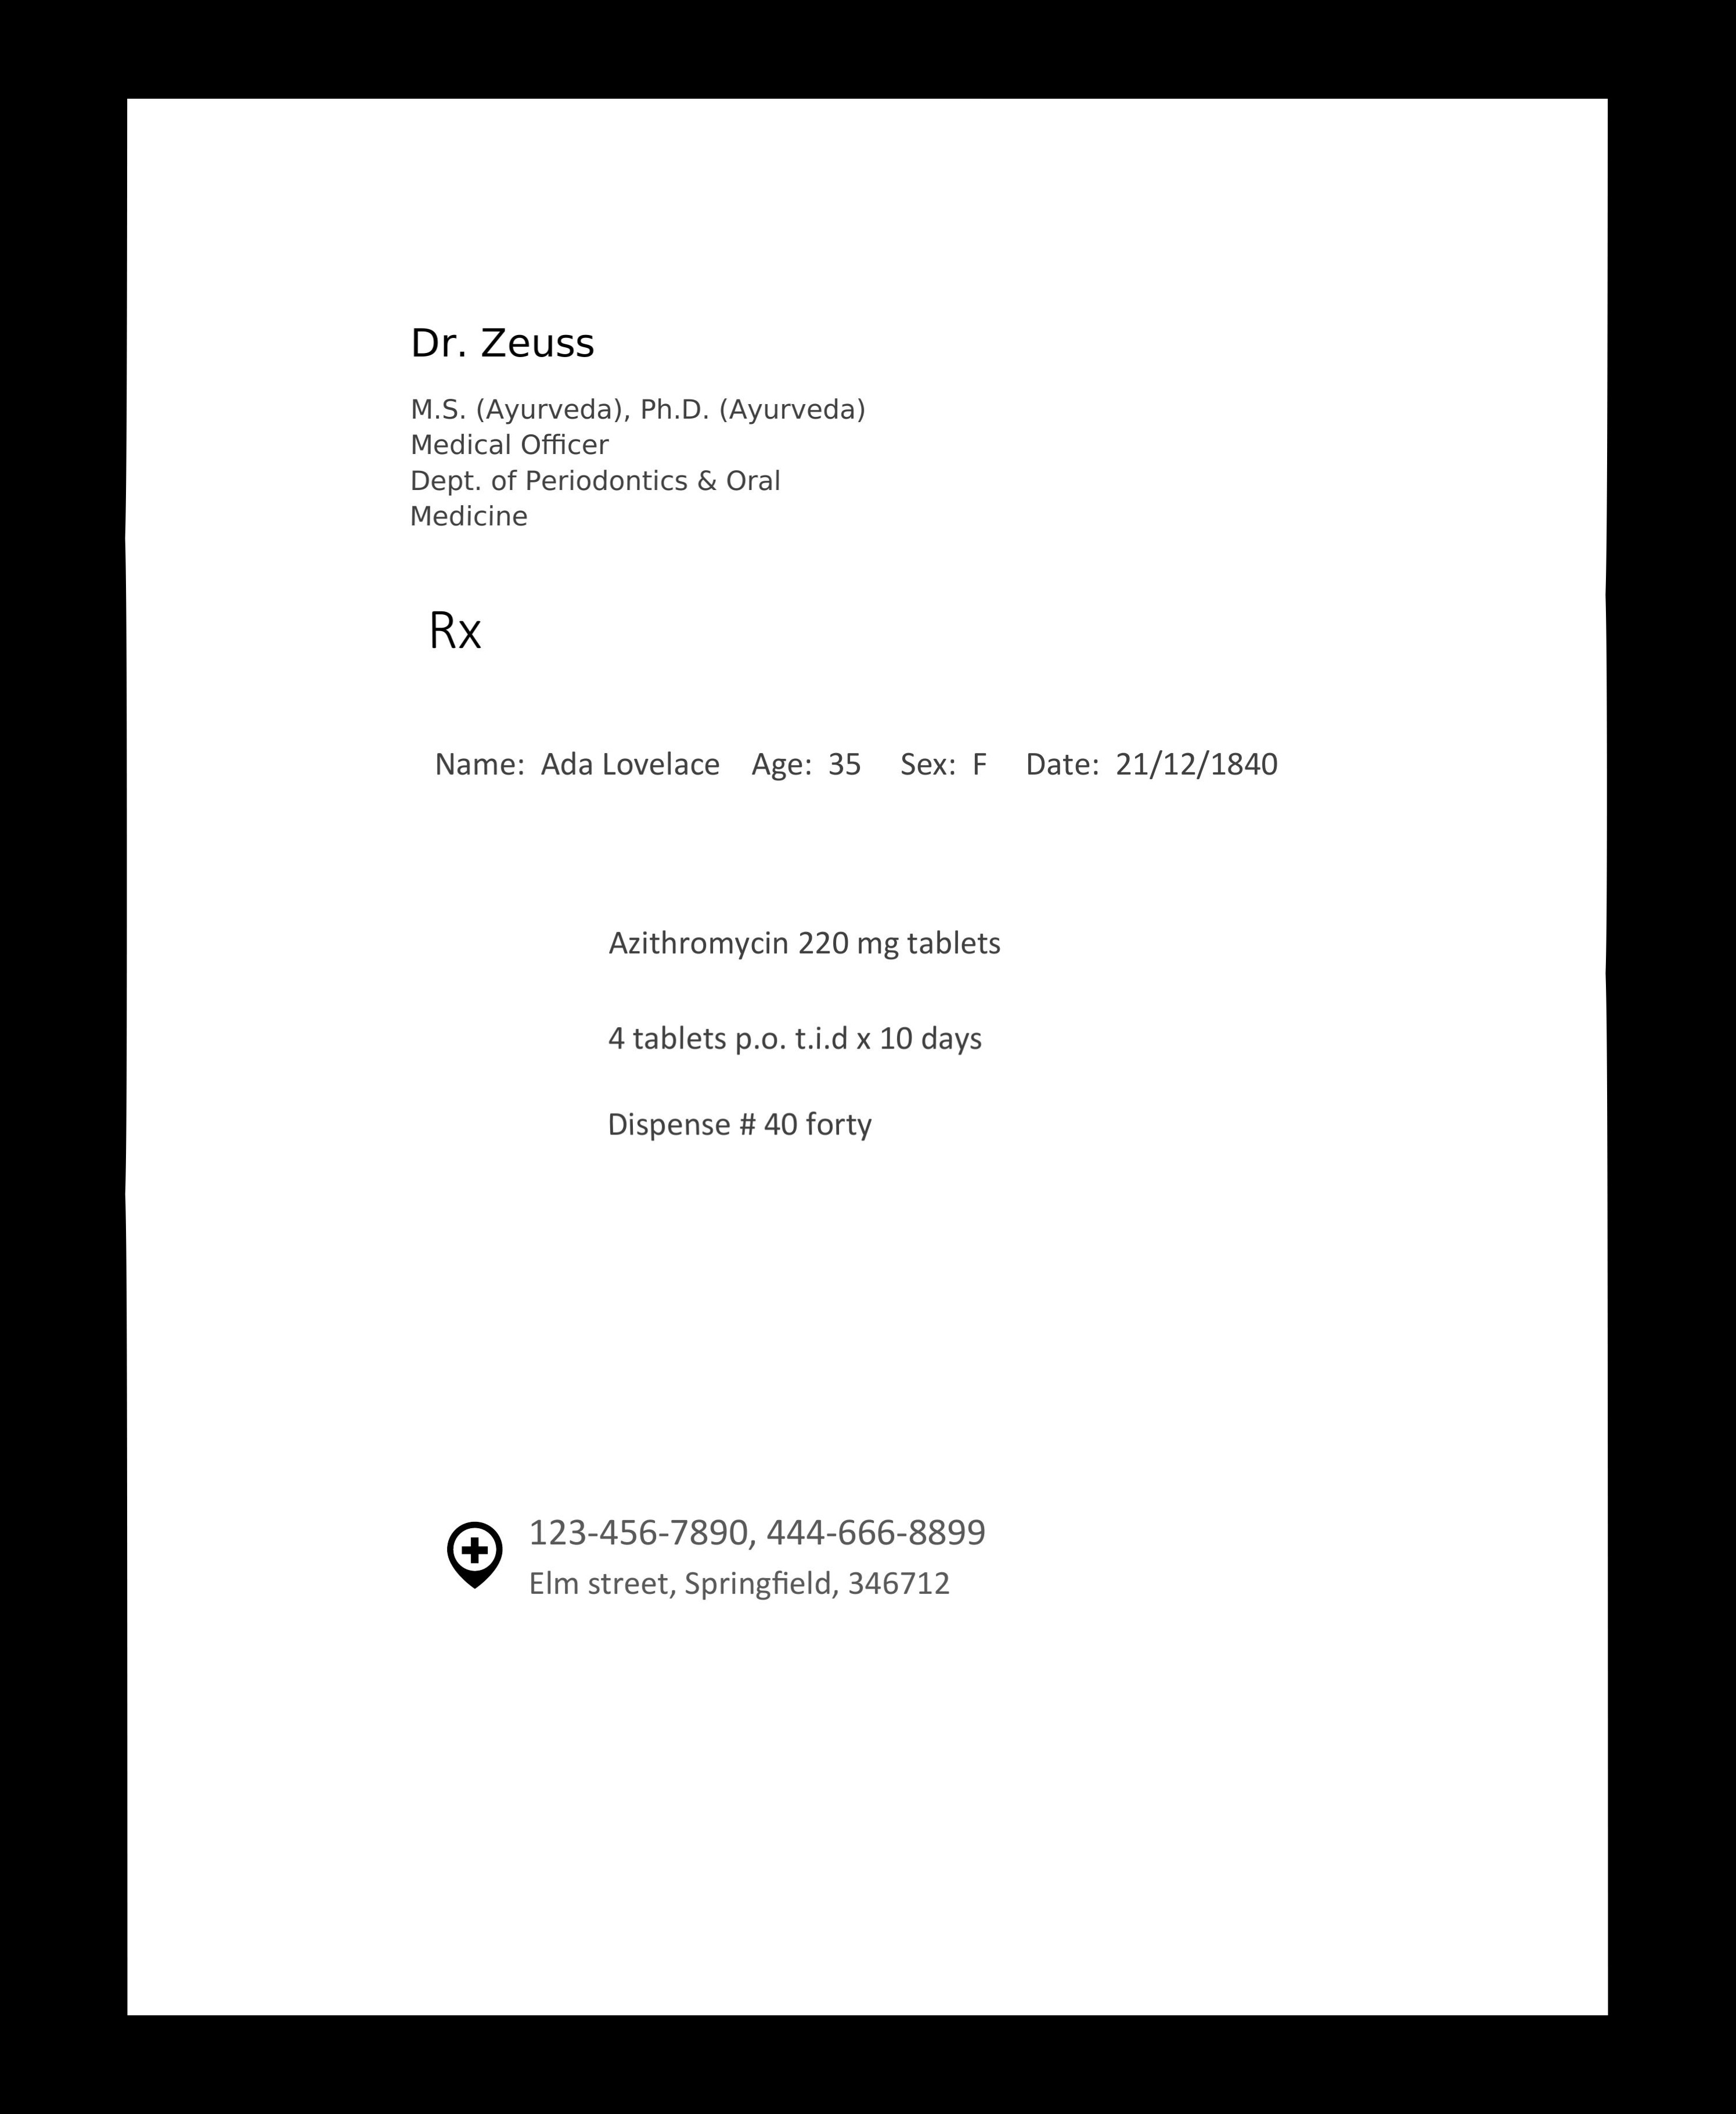 Dr. Zeuss
M.S. (Ayurveda), Ph.D. (Ayurveda)
Medical Officer
Dept. of Periodontics & Oral
Medicine
Rx
Name: Ada Lovelace Age: 35 Sex: F Date: 21/12/1840
Azithromycin 220 mg tablets
4 tablets p.o. t.i.d x 10 days
Dispense # 40 forty
123-456-7890, 444-666-8899
Elm street, Springfield, 346712